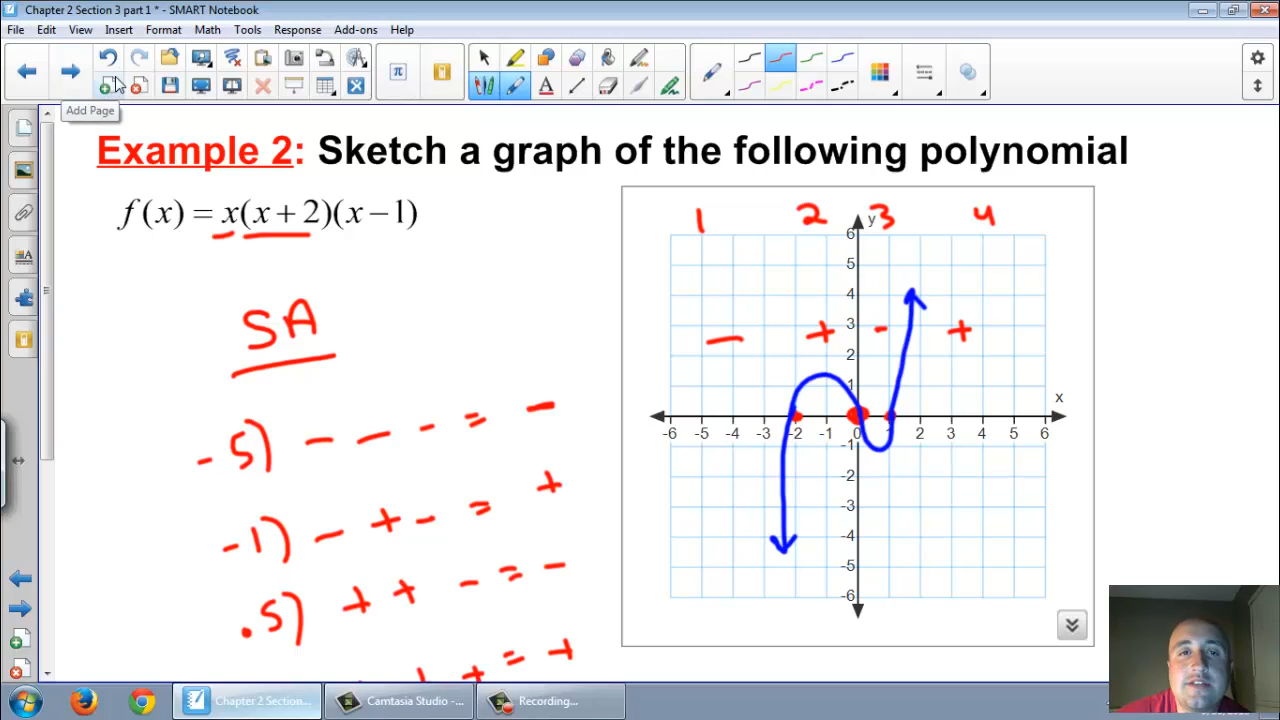 Chapter 2 Section 3 part 1 * - SMART Notebook
File Edit View Insert Format Math Tools Response Add-ons Help
π
A
Add Page
Example 2: Sketch a graph of the following polynomial
f(x) = x(x+2)(x−1)
1 2 3 4
y
x
6
5
4
3
2
1
-6 -5 -4 -3 -2 -1 0 1 2 3 4 5 6
-1
-2
-3
-4
-5
-6
− + - +
SA
-5) − − - = -
-1) − + - = +
.5) + + - = -
+ + = +
Chapter 2 Section...
Camtasia Studio -...
Recording...